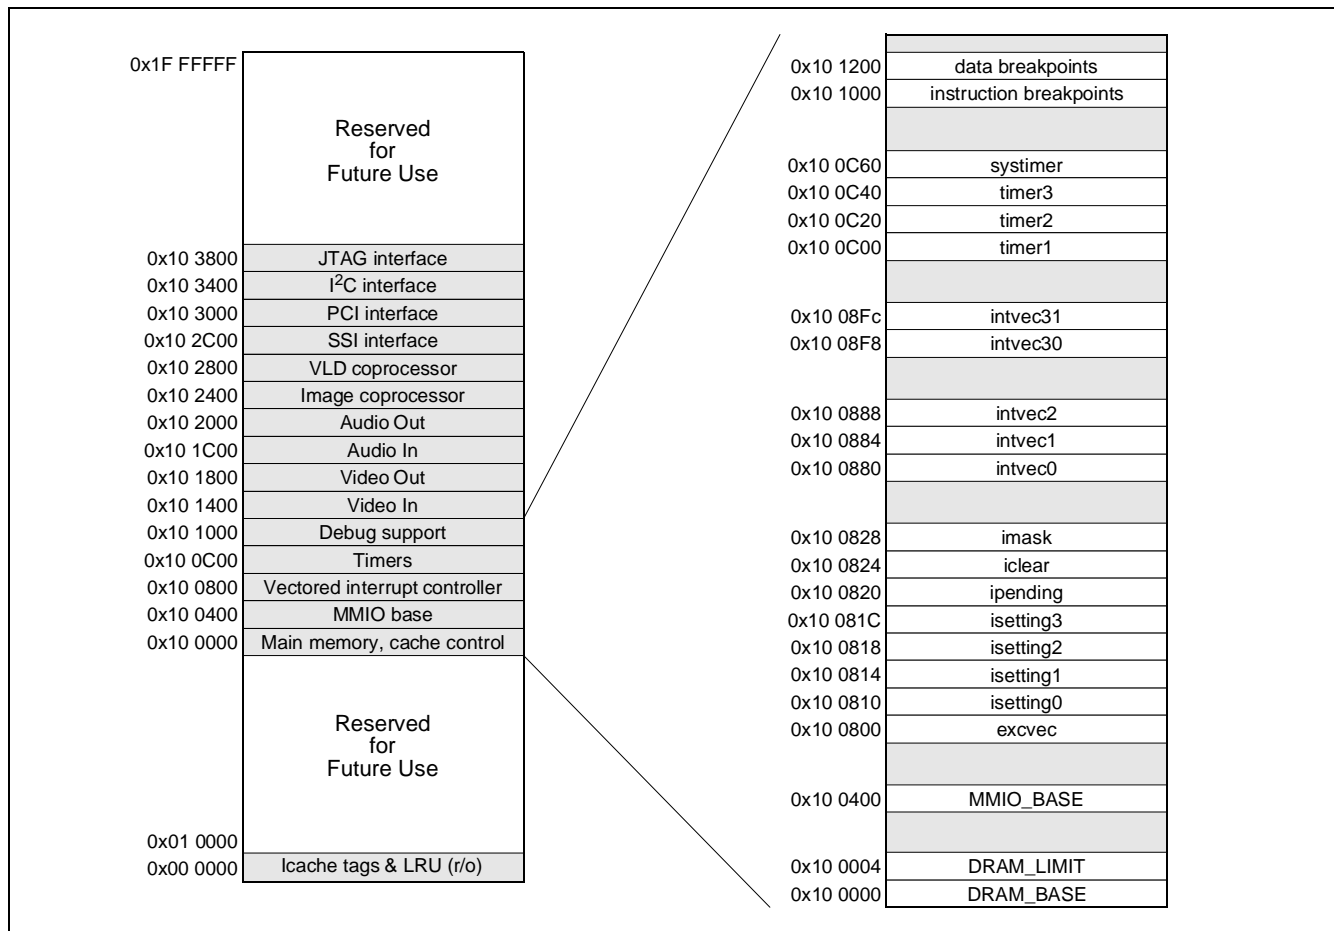 0x1F FFFFF
Reserved
for
Future Use
0x10 3800 JTAG interface
0x10 3400 I2C interface
0x10 3000 PCI interface
0x10 2C00 SSI interface
0x10 2800 VLD coprocessor
0x10 2400 Image coprocessor
0x10 2000 Audio Out
0x10 1C00 Audio In
0x10 1800 Video Out
0x10 1400 Video In
0x10 1000 Debug support
0x10 0C00 Timers
0x10 0800 Vectored interrupt controller
0x10 0400 MMIO base
0x10 0000 Main memory, cache control
Reserved
for
Future Use
0x01 0000
0x00 0000 Icache tags & LRU (r/o)
0x10 1200 data breakpoints
0x10 1000 instruction breakpoints
0x10 0C60 systimer
0x10 0C40 timer3
0x10 0C20 timer2
0x10 0C00 timer1
0x10 08Fc intvec31
0x10 08F8 intvec30
0x10 0888 intvec2
0x10 0884 intvec1
0x10 0880 intvec0
0x10 0828 imask
0x10 0824 iclear
0x10 0820 ipending
0x10 081C isetting3
0x10 0818 isetting2
0x10 0814 isetting1
0x10 0810 isetting0
0x10 0800 excvec
0x10 0400 MMIO_BASE
0x10 0004 DRAM_LIMIT
0x10 0000 DRAM_BASE